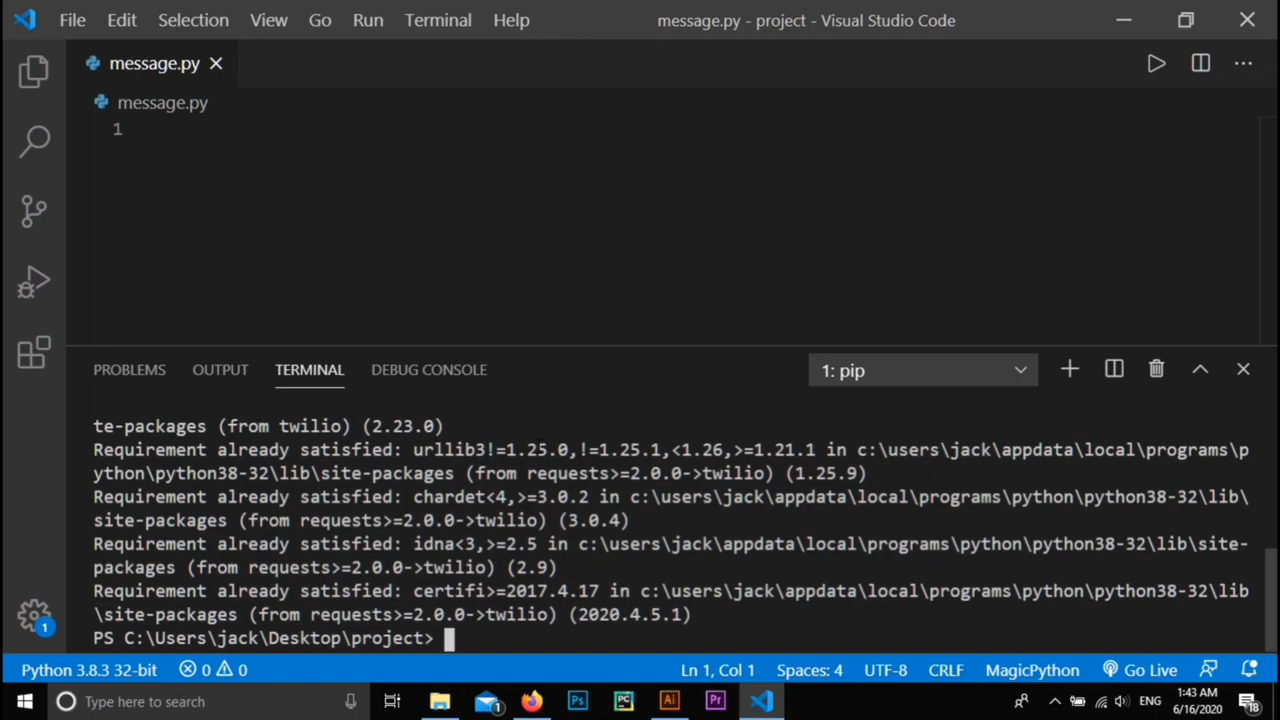 File Edit Selection View Go Run Terminal Help message.py - project - Visual Studio Code
message.py
message.py
1
PROBLEMS OUTPUT TERMINAL DEBUG CONSOLE 1: pip
te-packages (from twilio) (2.23.0)
Requirement already satisfied: urllib3!=1.25.0,!=1.25.1,<1.26,>=1.21.1 in c:\users\jack\appdata\local\programs\p
ython\python38-32\lib\site-packages (from requests>=2.0.0->twilio) (1.25.9)
Requirement already satisfied: chardet<4,>=3.0.2 in c:\users\jack\appdata\local\programs\python\python38-32\lib\
site-packages (from requests>=2.0.0->twilio) (3.0.4)
Requirement already satisfied: idna<3,>=2.5 in c:\users\jack\appdata\local\programs\python\python38-32\lib\site-
packages (from requests>=2.0.0->twilio) (2.9)
Requirement already satisfied: certifi>=2017.4.17 in c:\users\jack\appdata\local\programs\python\python38-32\lib
\site-packages (from requests>=2.0.0->twilio) (2020.4.5.1)
PS C:\Users\jack\Desktop\project>
1
Python 3.8.3 32-bit 0 0 Ln 1, Col 1 Spaces: 4 UTF-8 CRLF MagicPython Go Live
Type here to search 1 Ps PC Ai Pr ENG 1:43 AM
6/16/2020 18